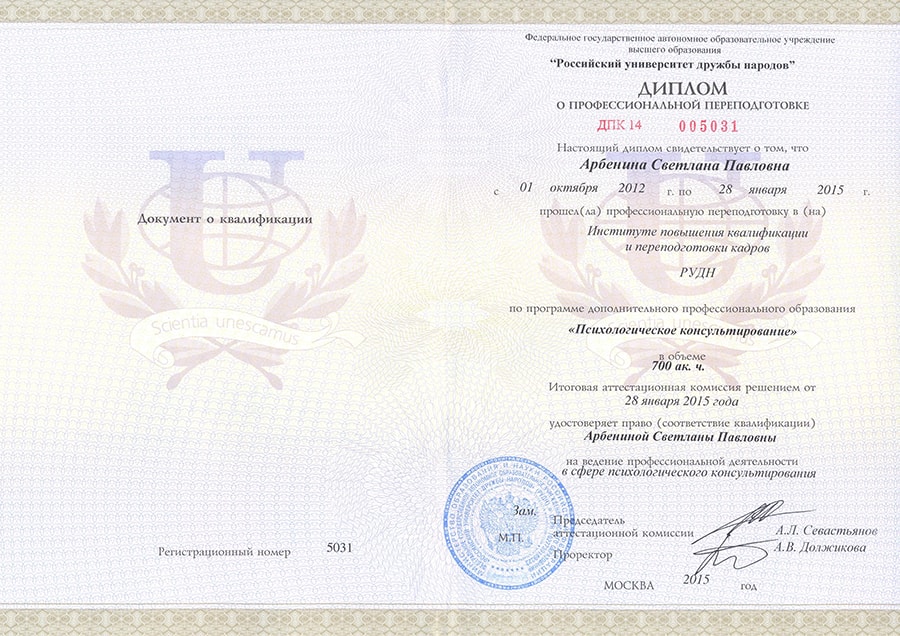 Документ о квалификации
Scientia unescamus
Регистрационный номер 5031
Федеральное государственное автономное образовательное учреждение
высшего образования
“Российский университет дружбы народов”
ДИПЛОМ
О ПРОФЕССИОНАЛЬНОЙ ПЕРЕПОДГОТОВКЕ
ДПК 14 005031
Настоящий диплом свидетельствует о том, что
Арбенина Светлана Павловна
с 01 октября 2012 г. по 28 января 2015 г.
прошел(ла) профессиональную переподготовку в (на)
Институте повышения квалификации
и переподготовки кадров
РУДН
по программе дополнительного профессионального образования
«Психологическое консультирование»
в объеме
700 ак. ч.
Итоговая аттестационная комиссия решением от
28 января 2015 года
удостоверяет право (соответствие квалификации)
Арбениной Светланы Павловны
на ведение профессиональной деятельности
в сфере психологического консультирования
Зам.
М.П.
Председатель
аттестационной комиссии А.Л. Севастьянов
Проректор А.В. Должикова
МОСКВА 2015 год